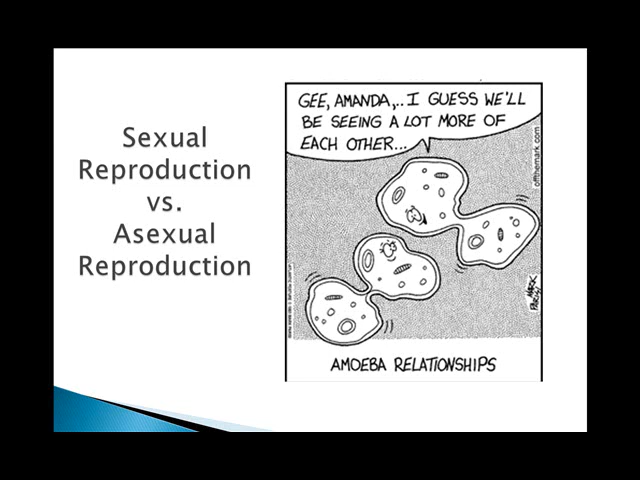 Sexual
Reproduction
vs.
Asexual
Reproduction
GEE, AMANDA,..I GUESS WE'LL
BE SEEING A LOT MORE OF
EACH OTHER...
offthemark.com
MARK
PARISI
AMOEBA RELATIONSHIPS